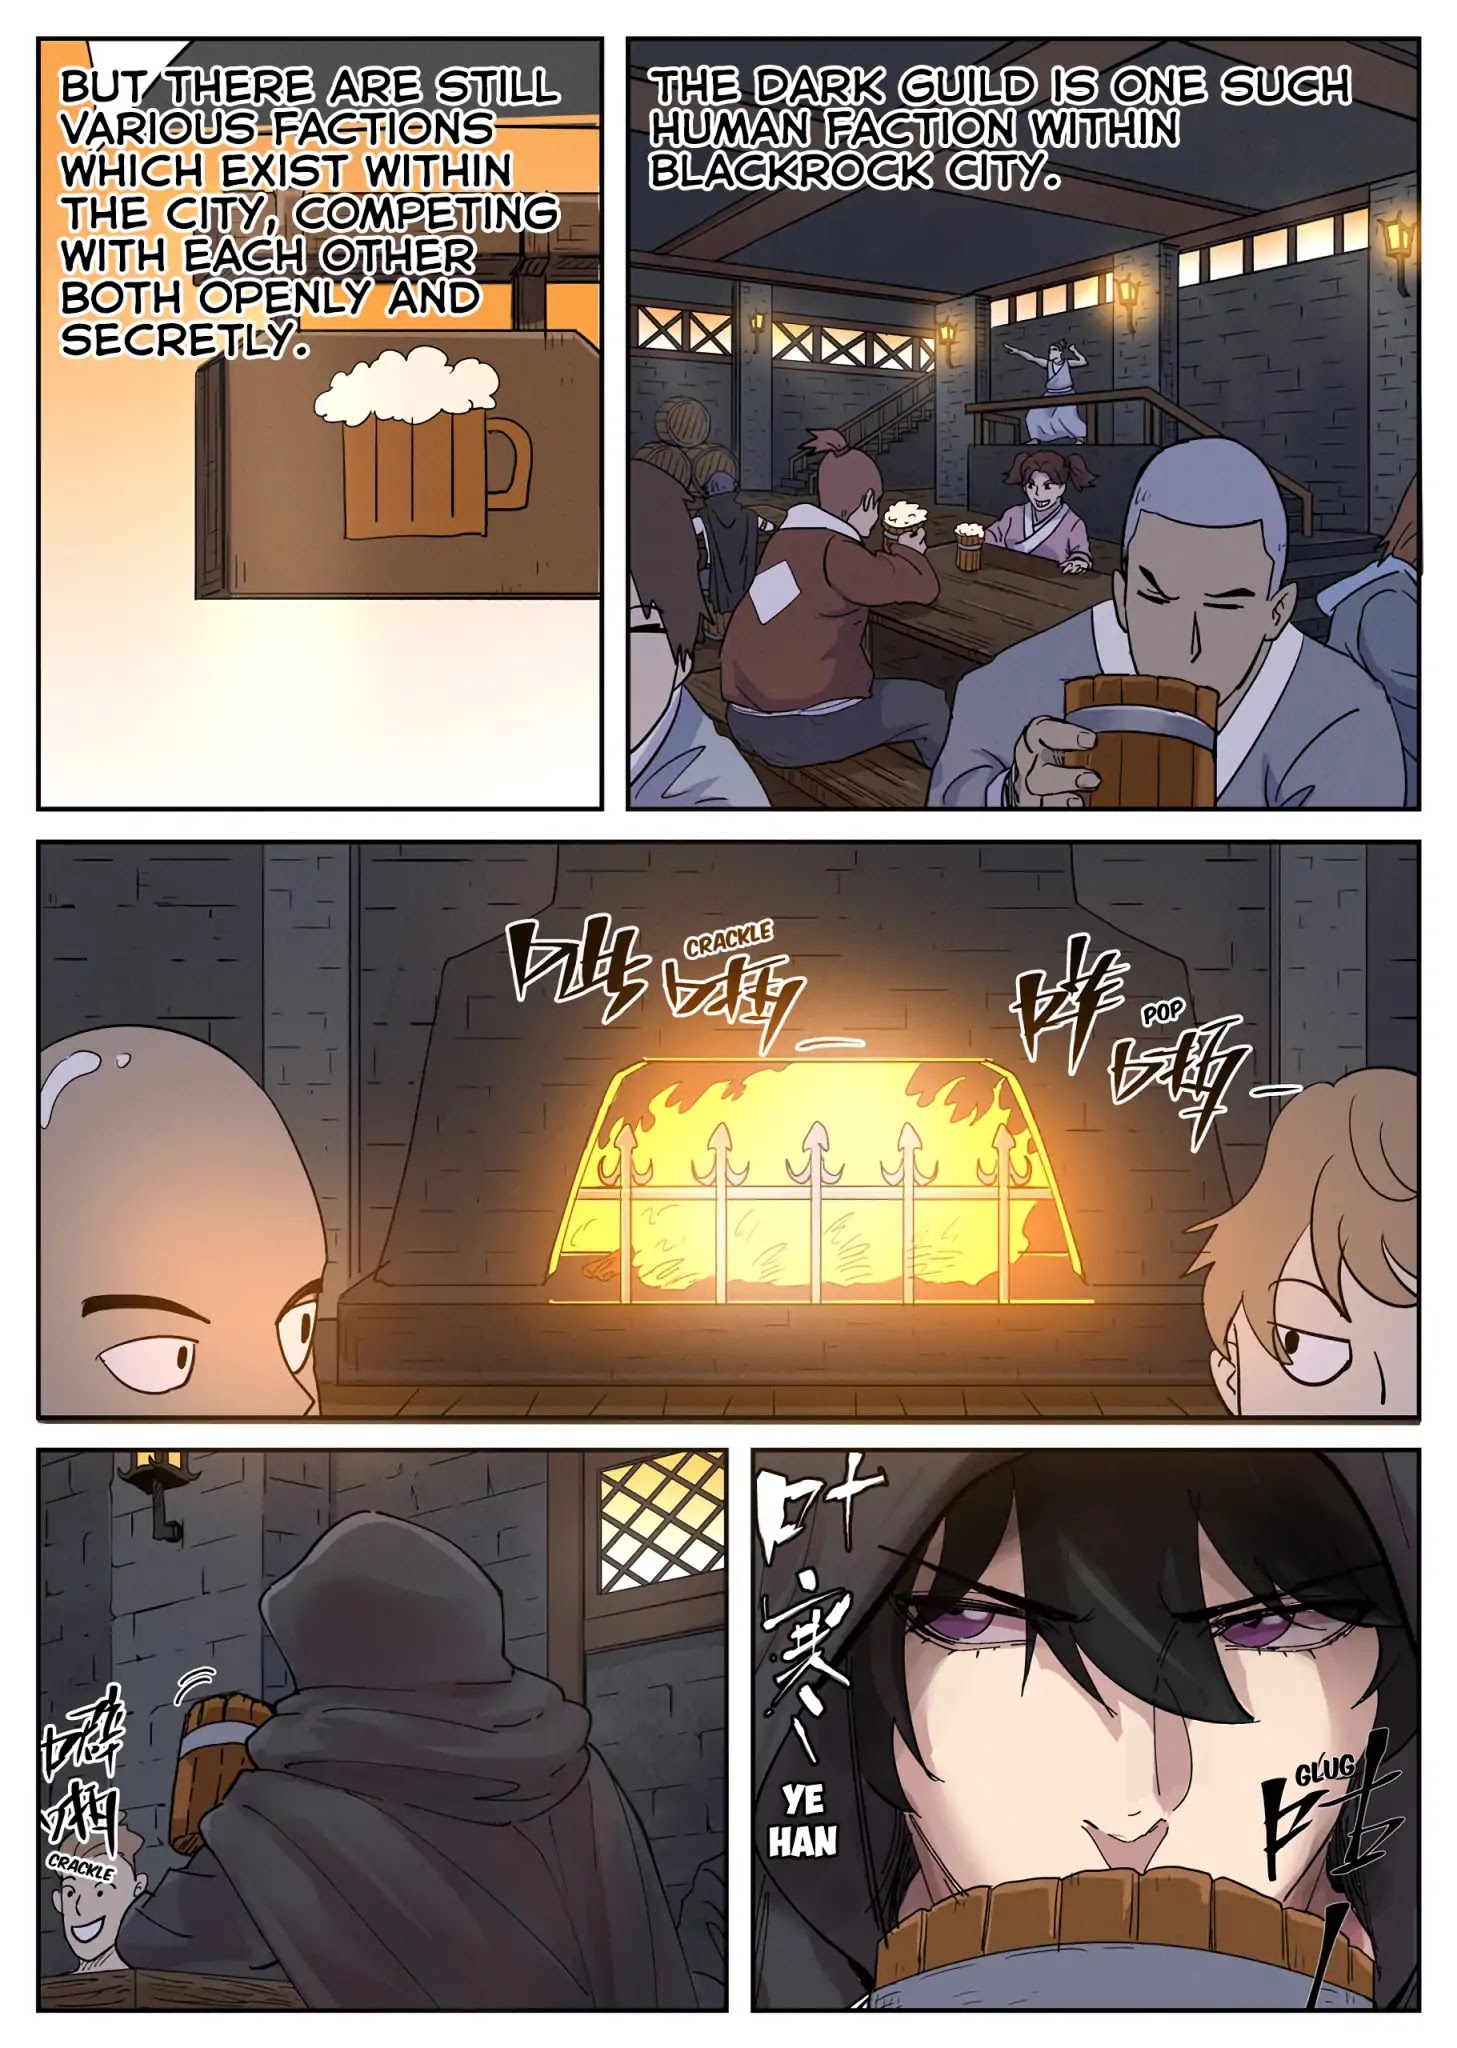 BUT THERE ARE STILL
VARIOUS FACTIONS
WHICH EXIST WITHIN
THE CITY, COMPETING
WITH EACH OTHER
BOTH OPENLY AND
SECRETLY.
THE DARK GUILD IS ONE SUCH
HUMAN FACTION WITHIN
BLACKROCK CITY.
CRACKLE
POP
CRACKLE
叶
寒
YE
HAN
GLUG